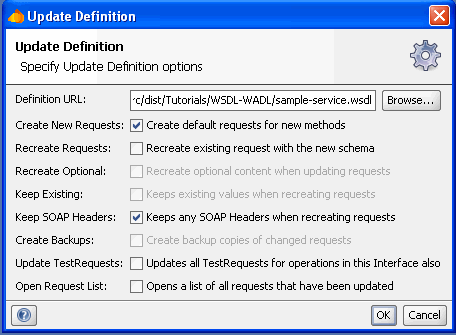 Update Definition
Update Definition
Specify Update Definition options
Definition URL: c/dist/Tutorials/WSDL-WADL/sample-service.wsdl Browse...
Create New Requests: Create default requests for new methods
Recreate Requests: Recreate existing request with the new schema
Recreate Optional: Recreate optional content when updating requests
Keep Existing: Keeps existing values when recreating requests
Keep SOAP Headers: Keeps any SOAP Headers when recreating requests
Create Backups: Create backup copies of changed requests
Update TestRequests: Updates all TestRequests for operations in this Interface also
Open Request List: Opens a list of all requests that have been updated
? OK Cancel